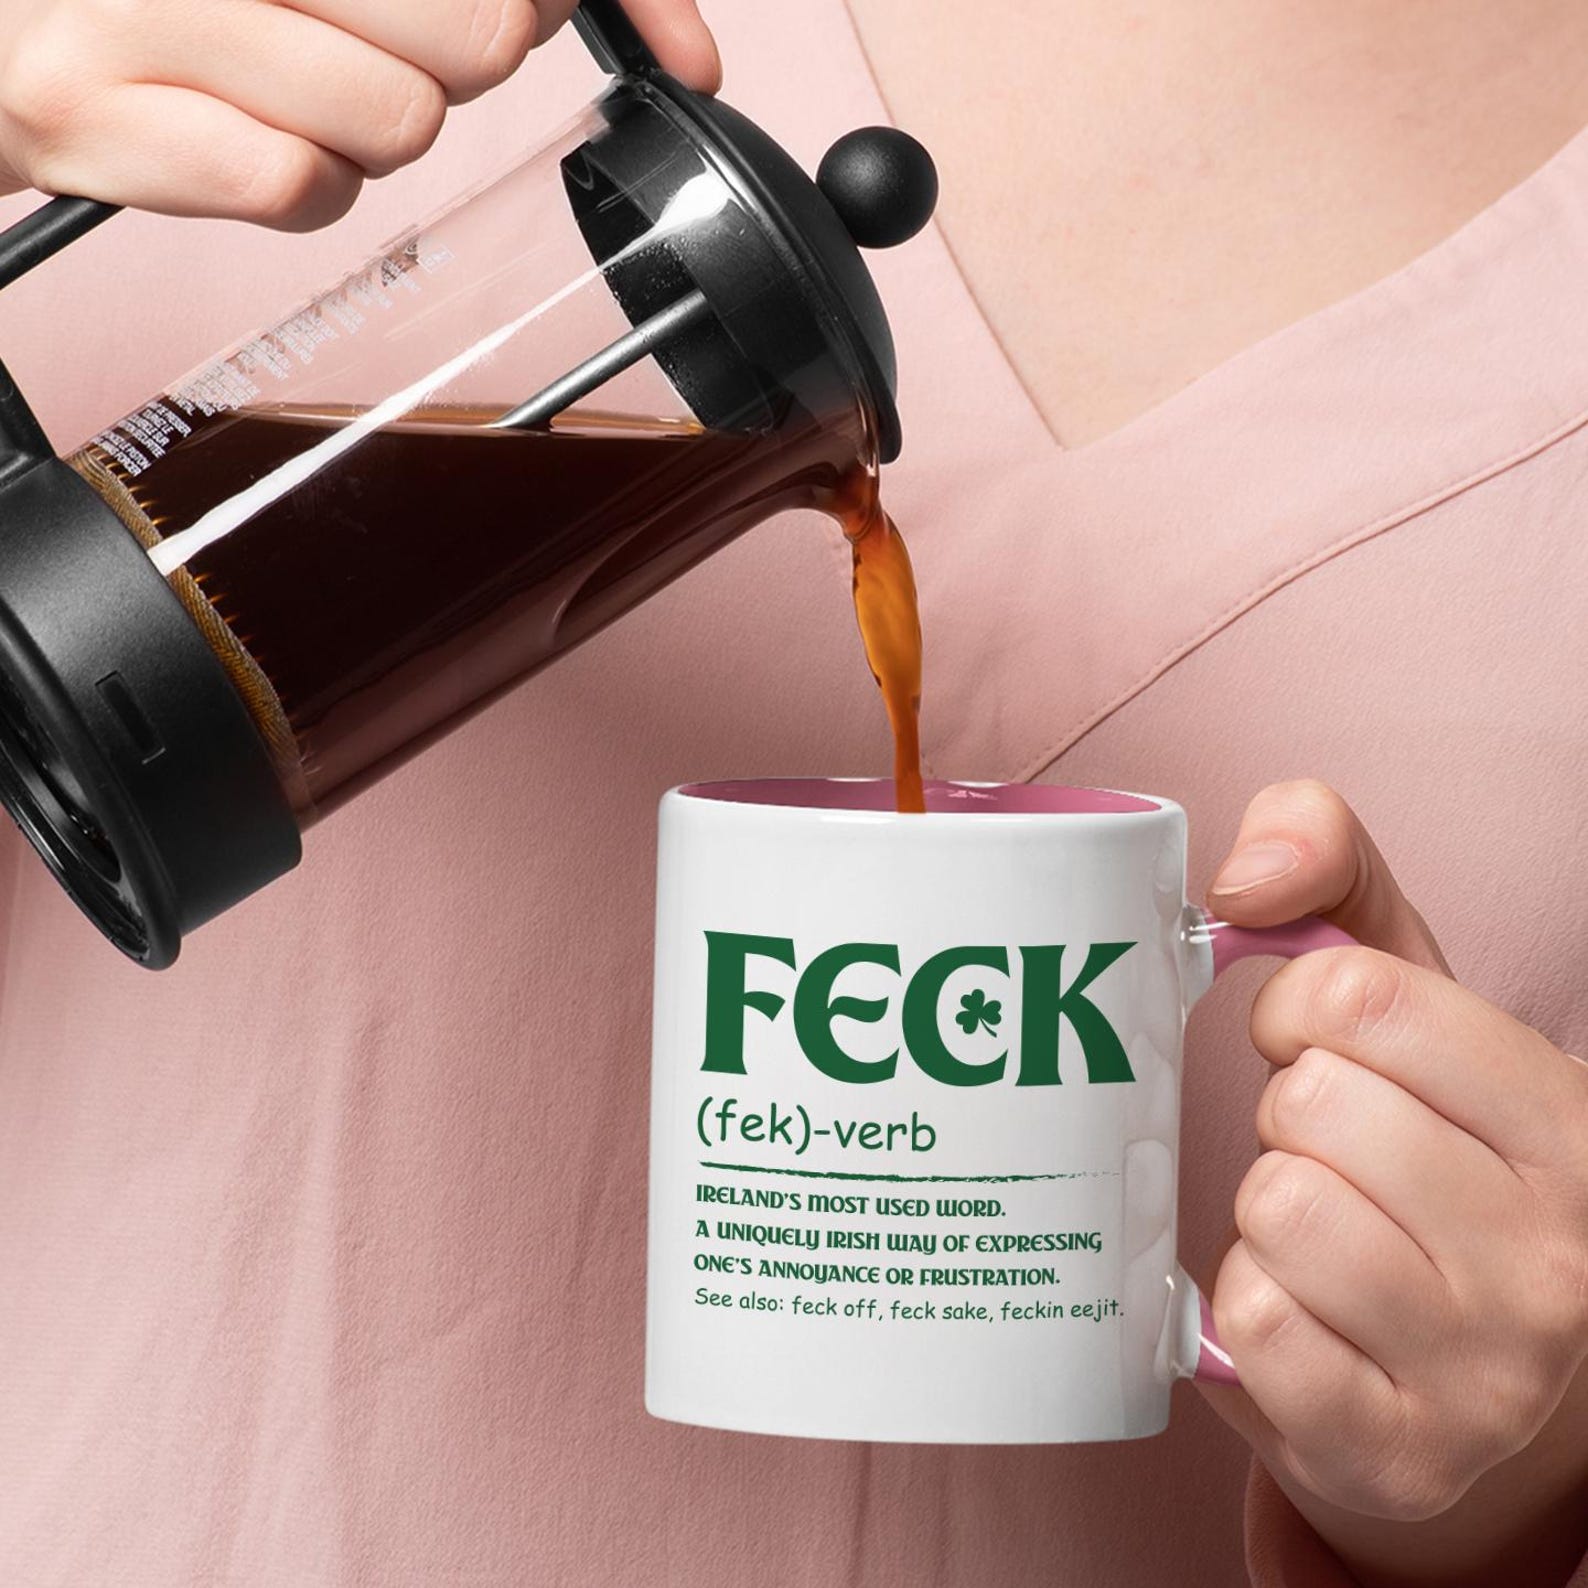 FECK
(fek)-verb
IRELAND'S MOST USED WORD.
A UNIQUELY IRISH WAY OF EXPRESSING
ONE'S ANNOYANCE OR FRUSTRATION.
See also: feck off, feck sake, feckin eejit.